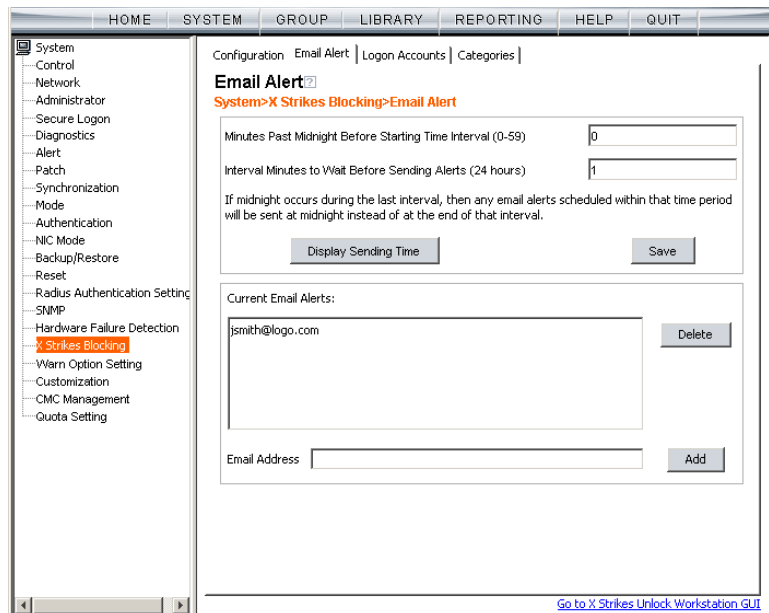 HOME SYSTEM GROUP LIBRARY REPORTING HELP QUIT
System
Control
Network
Administrator
Secure Logon
Diagnostics
Alert
Patch
Synchronization
Mode
Authentication
NIC Mode
Backup/Restore
Reset
Radius Authentication Setting
SNMP
Hardware Failure Detection
X Strikes Blocking
Warn Option Setting
Customization
CMC Management
Quota Setting
Configuration Email Alert Logon Accounts Categories
Email Alert ?
System>X Strikes Blocking>Email Alert
Minutes Past Midnight Before Starting Time Interval (0-59) 0
Interval Minutes to Wait Before Sending Alerts (24 hours) 1
If midnight occurs during the last interval, then any email alerts scheduled within that time period
will be sent at midnight instead of at the end of that interval.
Display Sending Time Save
Current Email Alerts:
jsmith@logo.com
Delete
Email Address Add
Go to X Strikes Unlock Workstation GUI